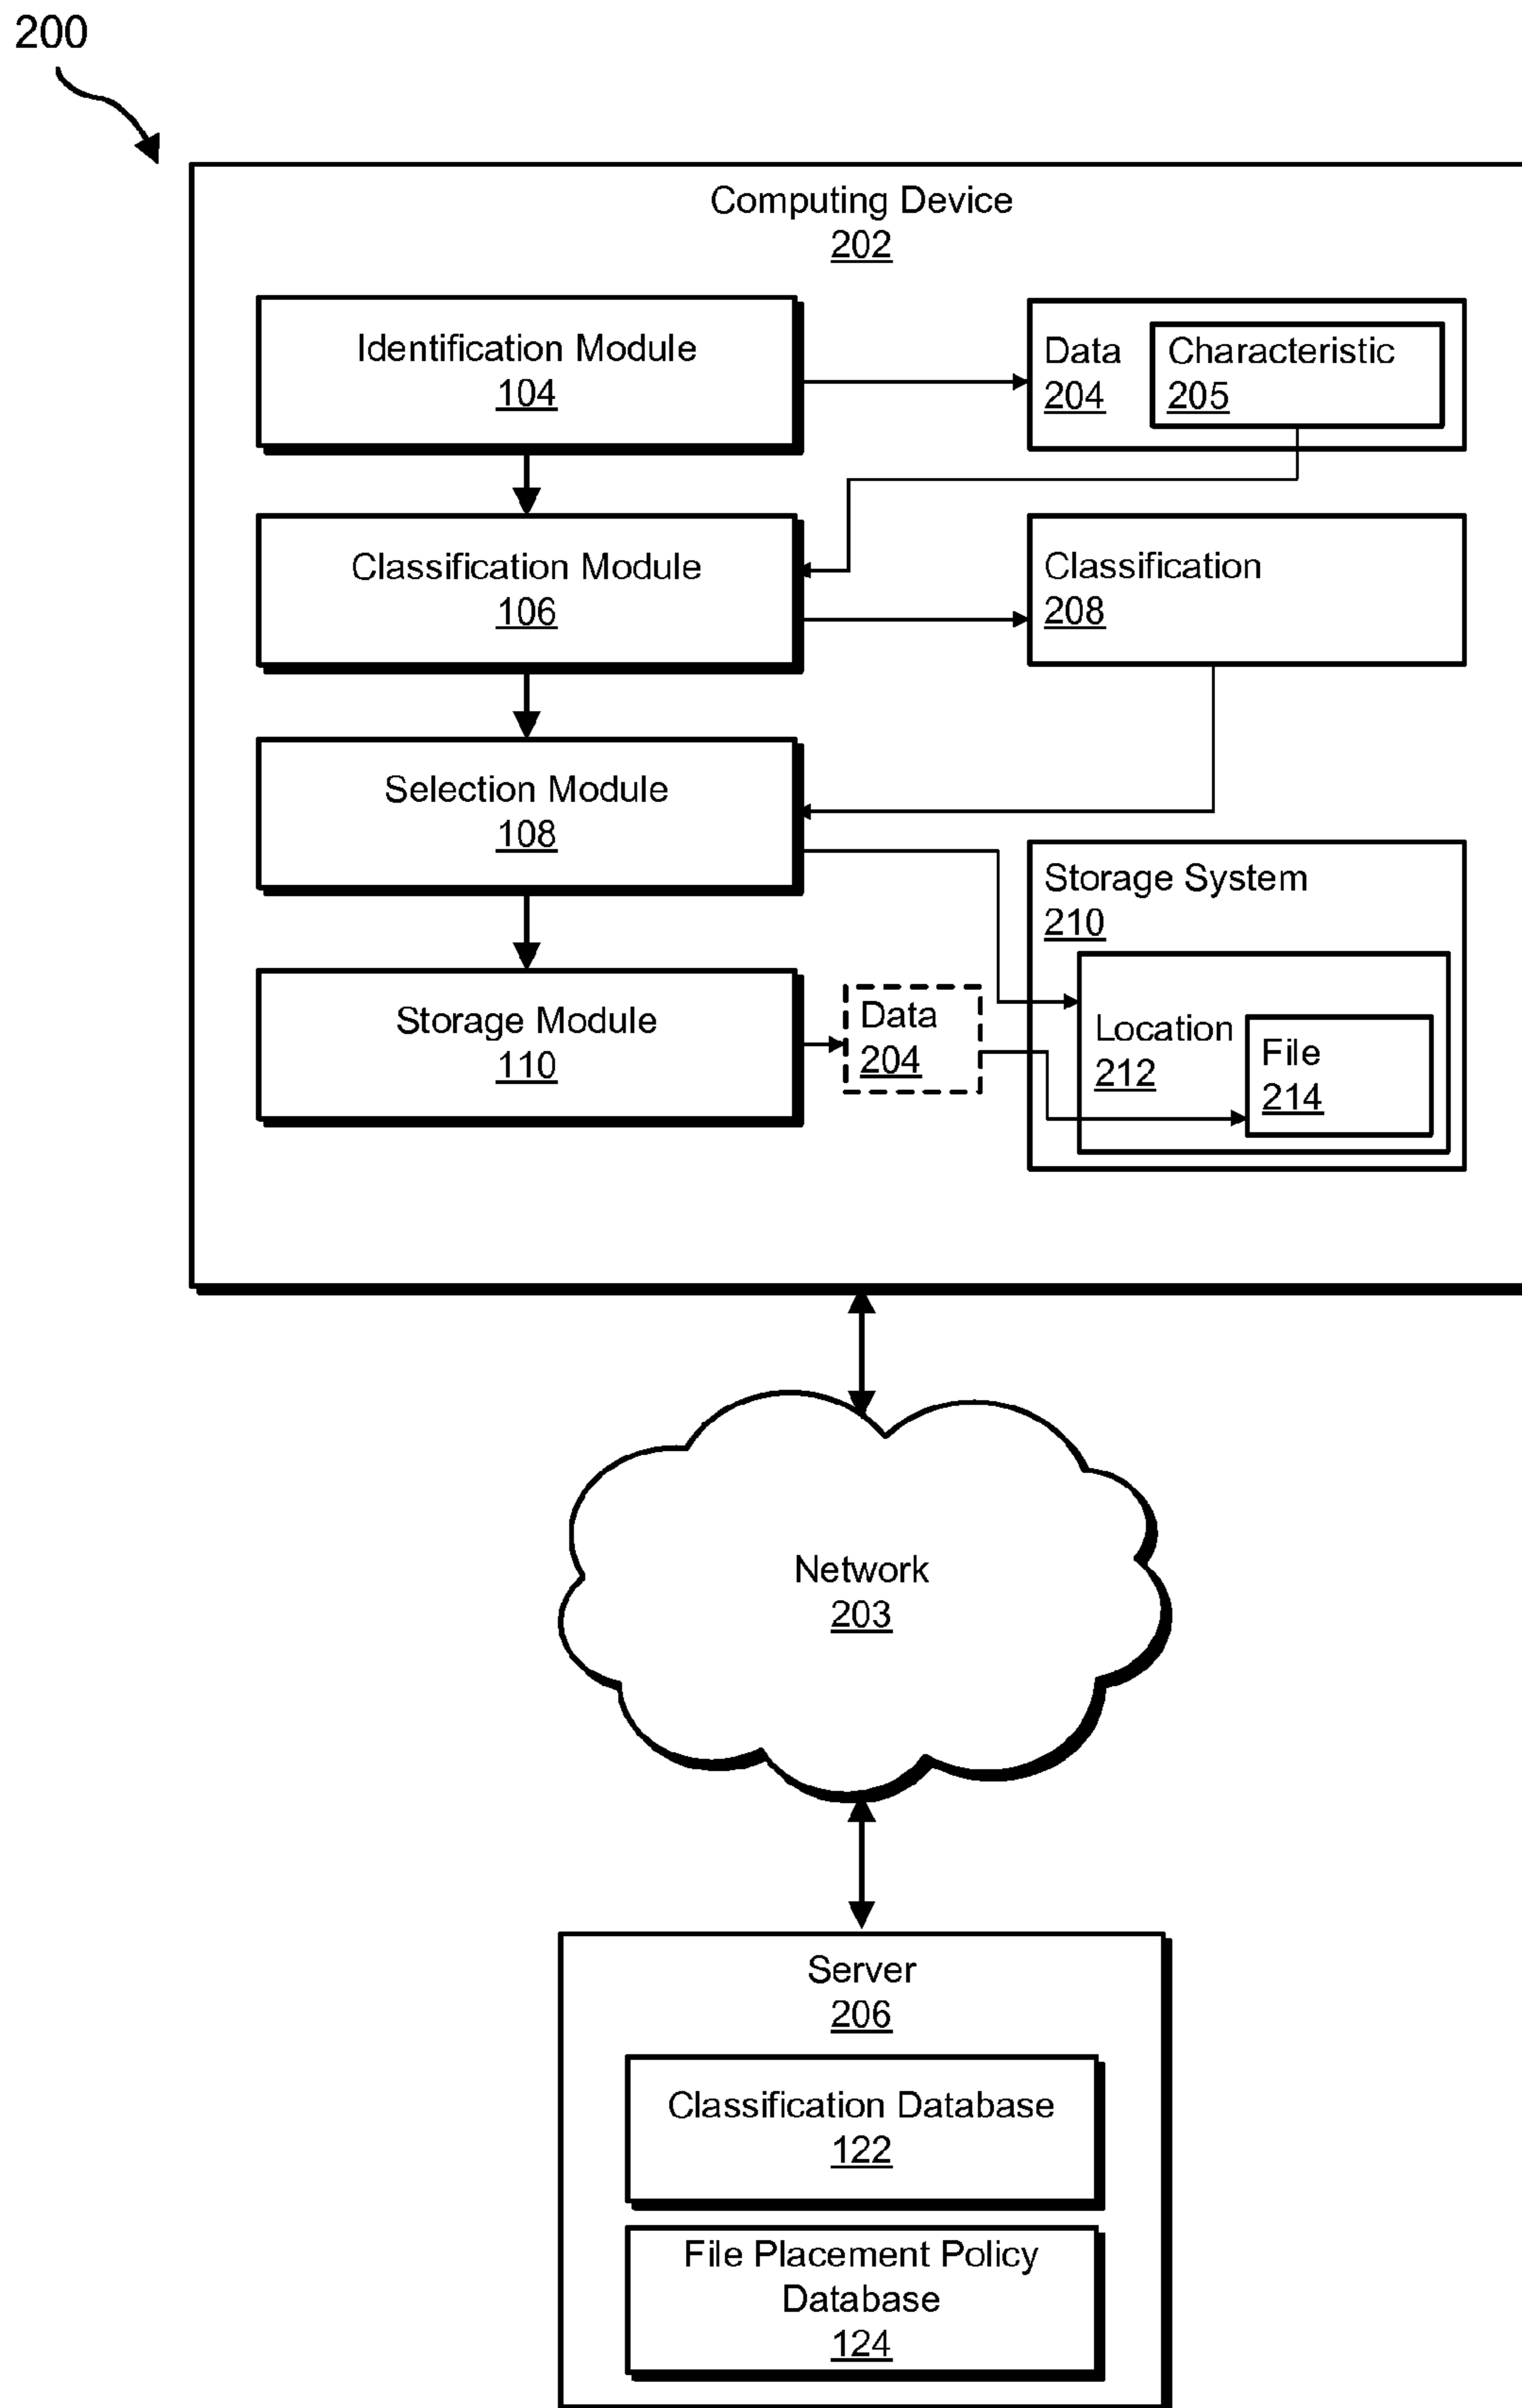 200
Computing Device
202
Identification Module
104
Data
204
Characteristic
205
Classification Module
106
Classification
208
Selection Module
108
Storage System
210
Storage Module
110
Data
204
Location
212
File
214
Network
203
Server
206
Classification Database
122
File Placement Policy
Database
124